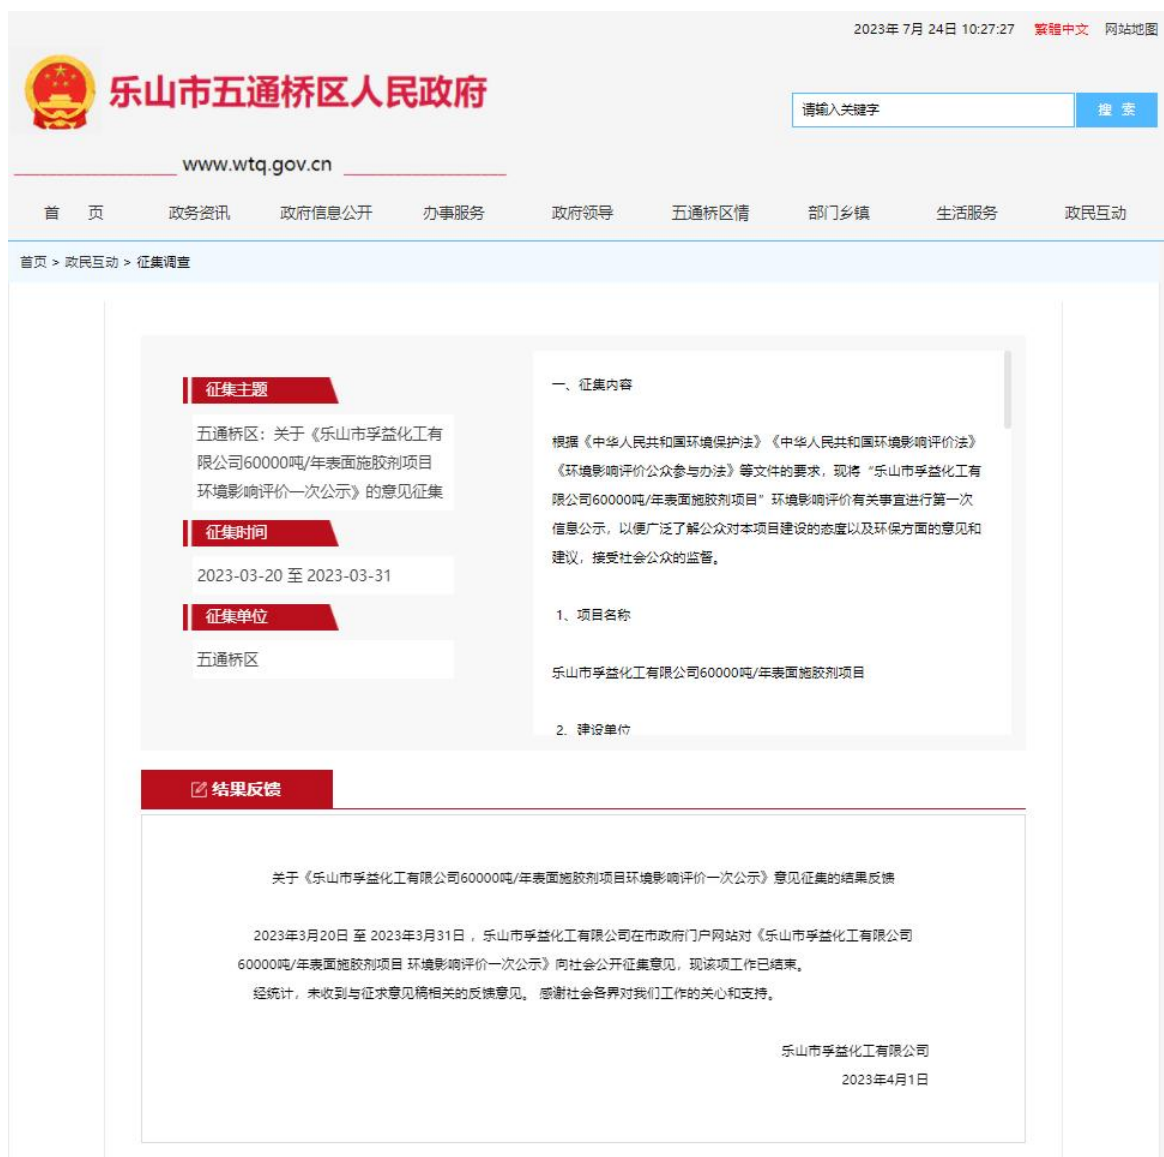 2023年 7月 24日 10:27:27 繁體中文 网站地图
乐山市五通桥区人民政府
请输入关键字 搜 索
www.wtq.gov.cn
首 页 政务资讯 政府信息公开 办事服务 政府领导 五通桥区情 部门乡镇 生活服务 政民互动
首页 > 政民互动 > 征集调查
征集主题
五通桥区：关于《乐山市孚益化工有
限公司60000吨/年表面施胶剂项目
环境影响评价一次公示》的意见征集
征集时间
2023-03-20 至 2023-03-31
征集单位
五通桥区
一、征集内容
根据《中华人民共和国环境保护法》《中华人民共和国环境影响评价法》
《环境影响评价公众参与办法》等文件的要求，现将“乐山市孚益化工有
限公司60000吨/年表面施胶剂项目”环境影响评价有关事宜进行第一次
信息公示，以便广泛了解公众对本项目建设的态度以及环保方面的意见和
建议，接受社会公众的监督。
1、项目名称
乐山市孚益化工有限公司60000吨/年表面施胶剂项目
2. 建设单位
结果反馈
关于《乐山市孚益化工有限公司60000吨/年表面施胶剂项目环境影响评价一次公示》意见征集的结果反馈
2023年3月20日 至 2023年3月31日 ，乐山市孚益化工有限公司在市政府门户网站对《乐山市孚益化工有限公司
60000吨/年表面施胶剂项目 环境影响评价一次公示》向社会公开征集意见，现该项工作已结束。
经统计，未收到与征求意见稿相关的反馈意见。 感谢社会各界对我们工作的关心和支持。
乐山市孚益化工有限公司
2023年4月1日